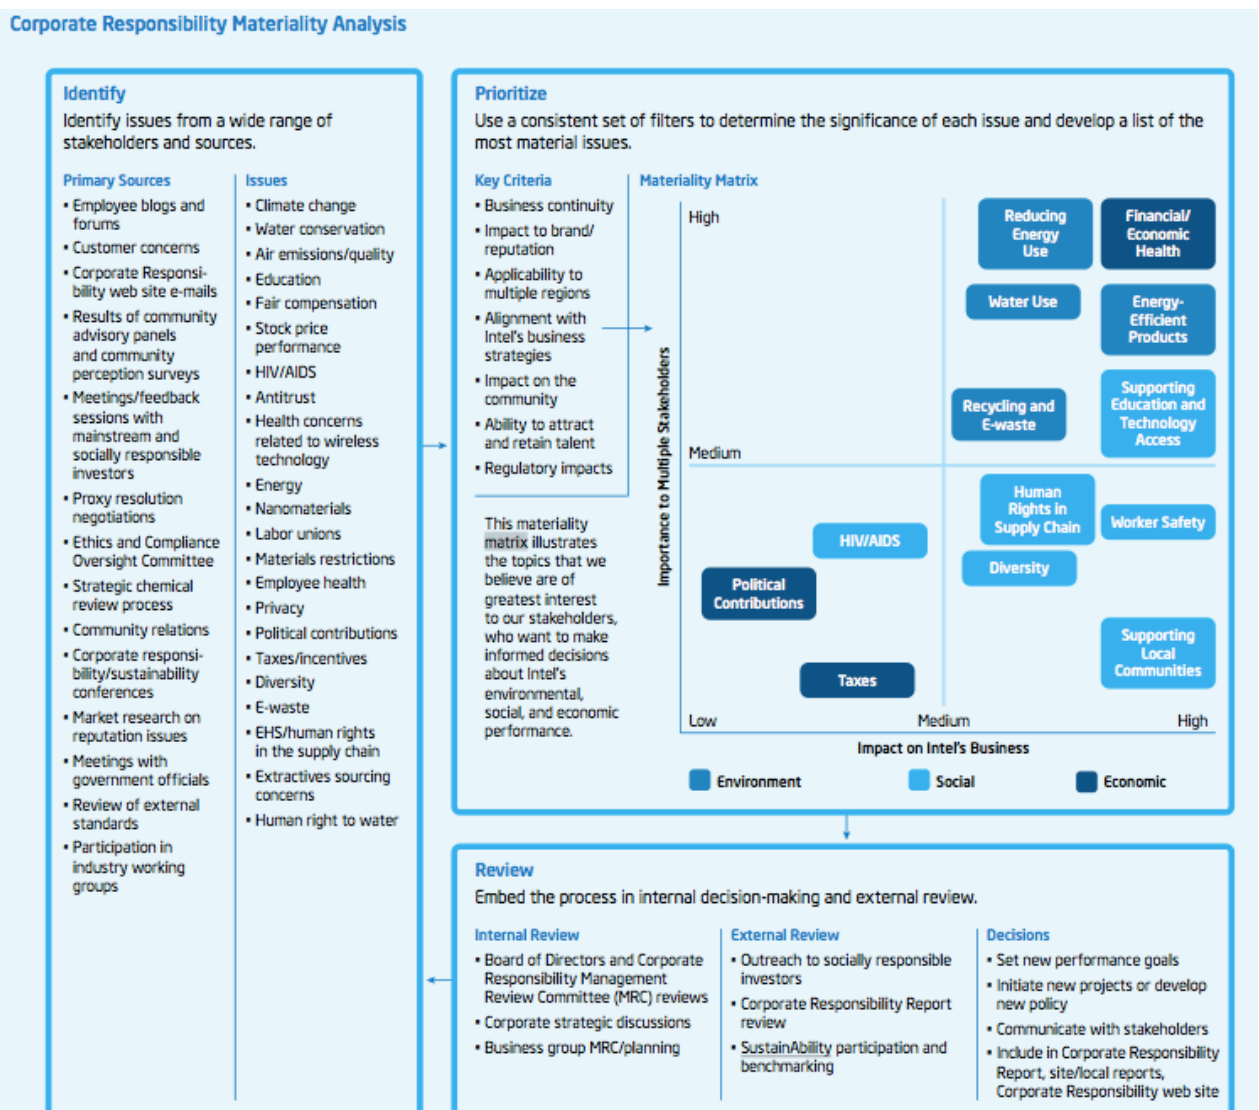 Corporate Responsibility Materiality Analysis
Identify
Identify issues from a wide range of
stakeholders and sources.
Primary Sources
▪ Employee blogs and
forums
▪ Customer concerns
▪ Corporate Responsi-
bility web site e-mails
▪ Results of community
advisory panels
and community
perception surveys
▪ Meetings/feedback
sessions with
mainstream and
socially responsible
investors
▪ Proxy resolution
negotiations
▪ Ethics and Compliance
Oversight Committee
▪ Strategic chemical
review process
▪ Community relations
▪ Corporate responsi-
bility/sustainability
conferences
▪ Market research on
reputation issues
▪ Meetings with
government officials
▪ Review of external
standards
▪ Participation in
industry working
groups
Issues
▪ Climate change
▪ Water conservation
▪ Air emissions/quality
▪ Education
▪ Fair compensation
▪ Stock price
performance
▪ HIV/AIDS
▪ Antitrust
▪ Health concerns
related to wireless
technology
▪ Energy
▪ Nanomaterials
▪ Labor unions
▪ Materials restrictions
▪ Employee health
▪ Privacy
▪ Political contributions
▪ Taxes/incentives
▪ Diversity
▪ E-waste
▪ EHS/human rights
in the supply chain
▪ Extractives sourcing
concerns
▪ Human right to water
Prioritize
Use a consistent set of filters to determine the significance of each issue and develop a list of the
most material issues.
Key Criteria
▪ Business continuity
▪ Impact to brand/
reputation
▪ Applicability to
multiple regions
▪ Alignment with
Intel's business
strategies
▪ Impact on the
community
▪ Ability to attract
and retain talent
▪ Regulatory impacts
This materiality
matrix illustrates
the topics that we
believe are of
greatest interest
to our stakeholders,
who want to make
informed decisions
about Intel's
environmental,
social, and economic
performance.
Materiality Matrix
Importance to Multiple Stakeholders
High
Reducing
Energy
Use
Financial/
Economic
Health
Water Use
Energy-
Efficient
Products
Recycling and
E-waste
Supporting
Education and
Technology
Access
Medium
Human
Rights in
Supply Chain
Worker Safety
HIV/AIDS
Diversity
Political
Contributions
Supporting
Local
Communities
Taxes
Low
Medium
High
Impact on Intel's Business
Environment
Social
Economic
Review
Embed the process in internal decision-making and external review.
Internal Review
▪ Board of Directors and Corporate
Responsibility Management
Review Committee (MRC) reviews
▪ Corporate strategic discussions
▪ Business group MRC/planning
External Review
▪ Outreach to socially responsible
investors
▪ Corporate Responsibility Report
review
▪ SustainAbility participation and
benchmarking
Decisions
▪ Set new performance goals
▪ Initiate new projects or develop
new policy
▪ Communicate with stakeholders
▪ Include in Corporate Responsibility
Report, site/local reports,
Corporate Responsibility web site